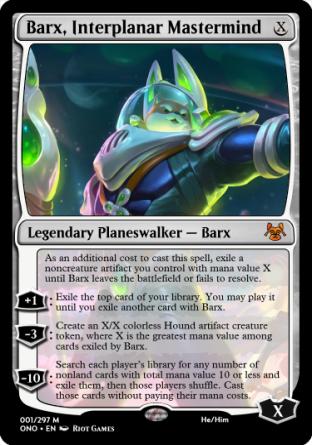 Barx, Interplanar Mastermind X
Legendary Planeswalker — Barx
As an additional cost to cast this spell, exile a
noncreature artifact you control with mana value X
until Barx leaves the battlefield or fails to resolve.
+1: Exile the top card of your library. You may play it
until you exile another card with Barx.
-3: Create an X/X colorless Hound artifact creature
token, where X is the greatest mana value among
cards exiled by Barx.
-10: Search each player's library for any number of
nonland cards with total mana value 10 or less and
exile them, then those players shuffle. Cast
those cards without paying their mana costs.
X
001/297 M
ONO • EN Riot Games
He/Him